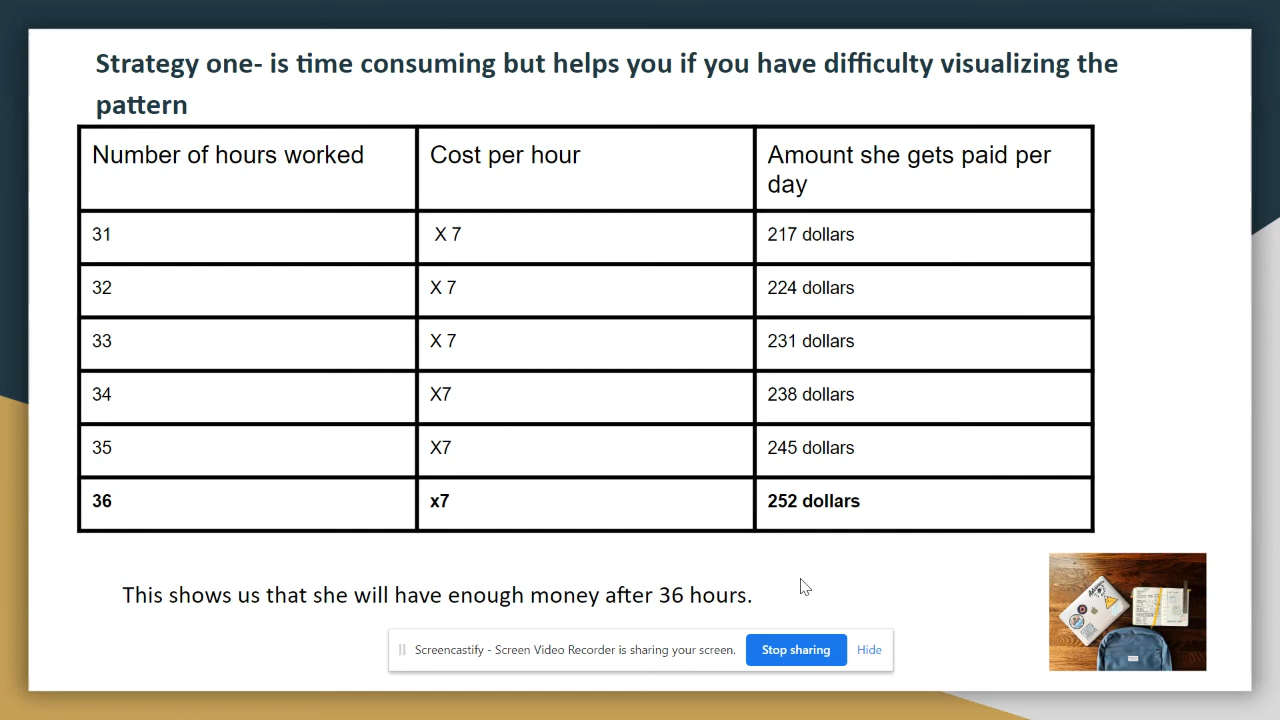 Strategy one- is time consuming but helps you if you have difficulty visualizing the
pattern
Number of hours worked Cost per hour Amount she gets paid per
day
31 X 7 217 dollars
32 X 7 224 dollars
33 X 7 231 dollars
34 X7 238 dollars
35 X7 245 dollars
36 x7 252 dollars
This shows us that she will have enough money after 36 hours.
Screencastify - Screen Video Recorder is sharing your screen. Stop sharing Hide